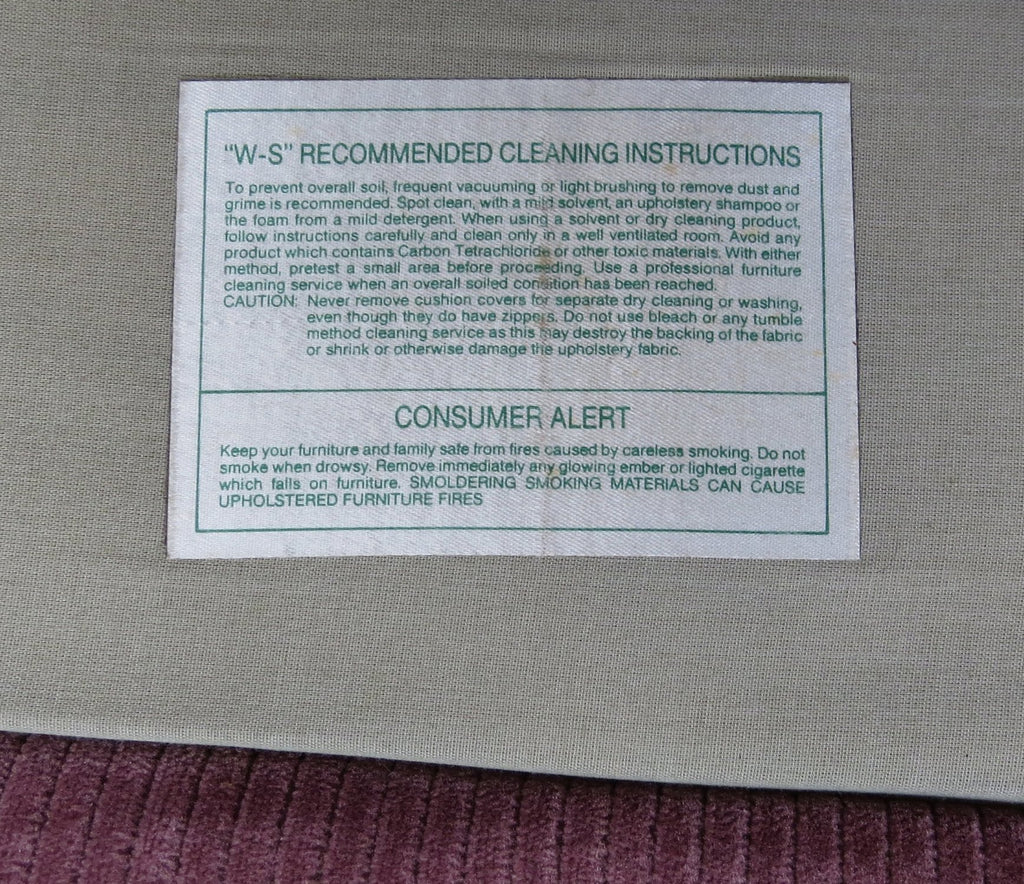 "W-S" RECOMMENDED CLEANING INSTRUCTIONS
To prevent overall soil, frequent vacuuming or light brushing to remove dust and
grime is recommended. Spot clean, with a mild solvent, an upholstery shampoo or
the foam from a mild detergent. When using a solvent or dry cleaning product,
follow instructions carefully and clean only in a well ventilated room. Avoid any
product which contains Carbon Tetrachloride or other toxic materials. With either
method, pretest a small area before proceeding. Use a professional furniture
cleaning service when an overall soiled condition has been reached.
CAUTION: Never remove cushion covers for separate dry cleaning or washing,
even though they do have zippers. Do not use bleach or any tumble
method cleaning service as this may destroy the backing of the fabric
or shrink or otherwise damage the upholstery fabric.
CONSUMER ALERT
Keep your furniture and family safe from fires caused by careless smoking. Do not
smoke when drowsy. Remove immediately any glowing ember or lighted cigarette
which falls on furniture. SMOLDERING SMOKING MATERIALS CAN CAUSE
UPHOLSTERED FURNITURE FIRES